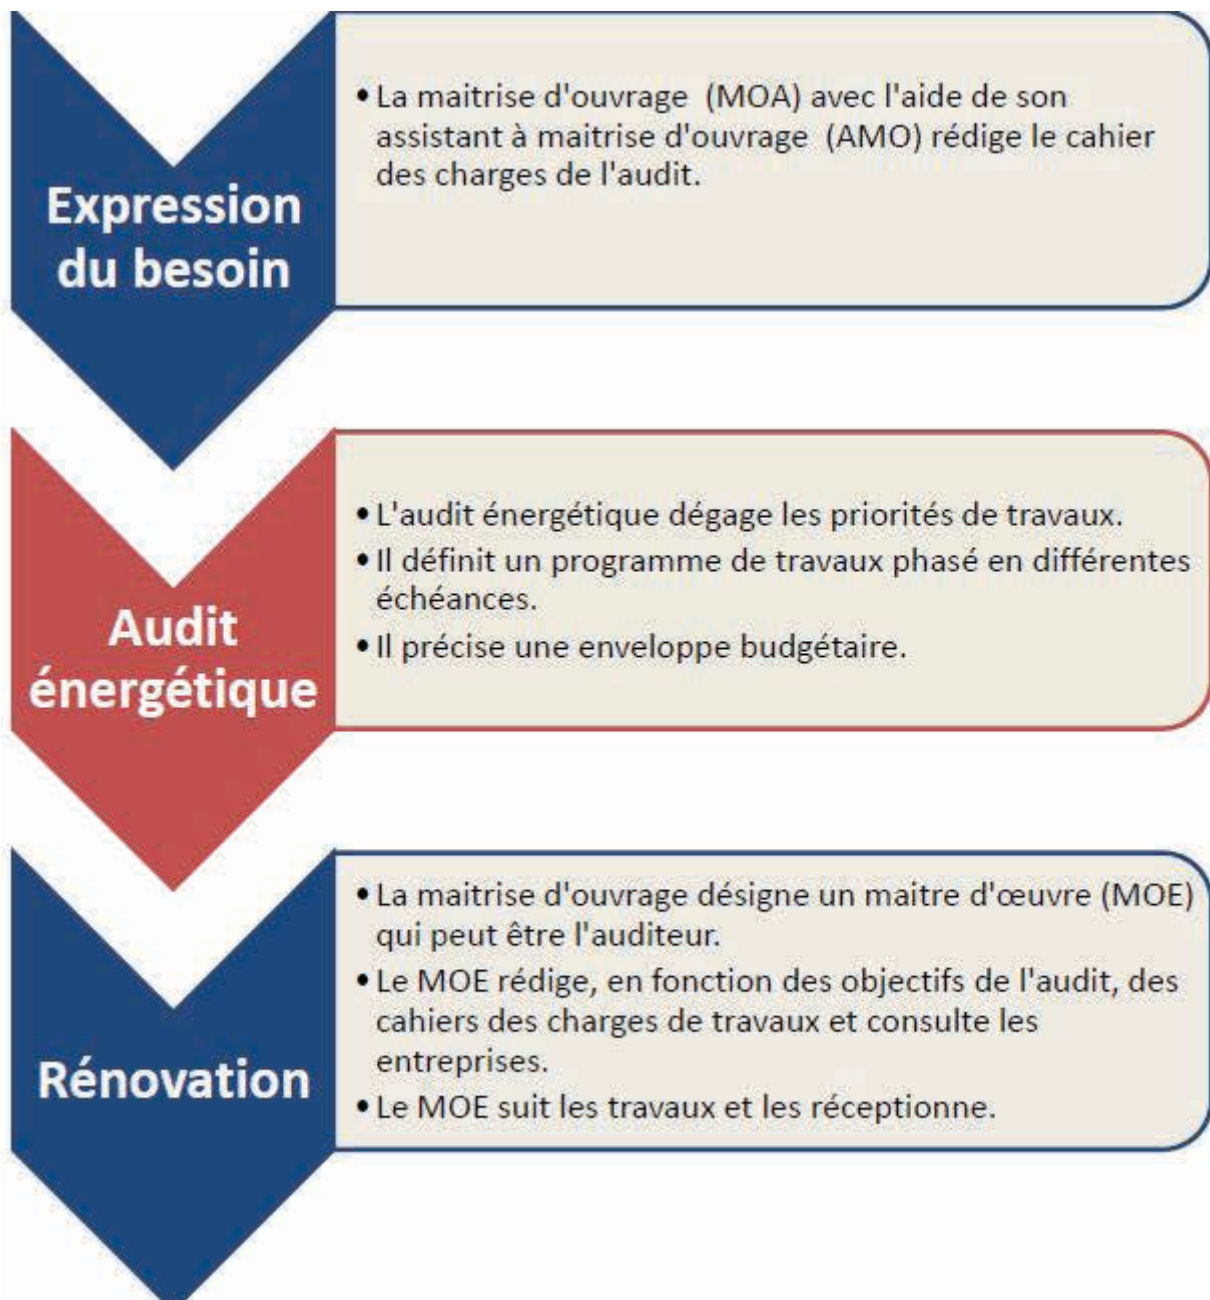 Expression
du besoin
• La maitrise d'ouvrage (MOA) avec l'aide de son
assistant à maitrise d'ouvrage (AMO) rédige le cahier
des charges de l'audit.
Audit
énergétique
• L'audit énergétique dégage les priorités de travaux.
• Il définit un programme de travaux phasé en différentes
échéances.
• Il précise une enveloppe budgétaire.
Rénovation
• La maitrise d'ouvrage désigne un maitre d'œuvre (MOE)
qui peut être l'auditeur.
• Le MOE rédige, en fonction des objectifs de l'audit, des
cahiers des charges de travaux et consulte les
entreprises.
• Le MOE suit les travaux et les réceptionne.